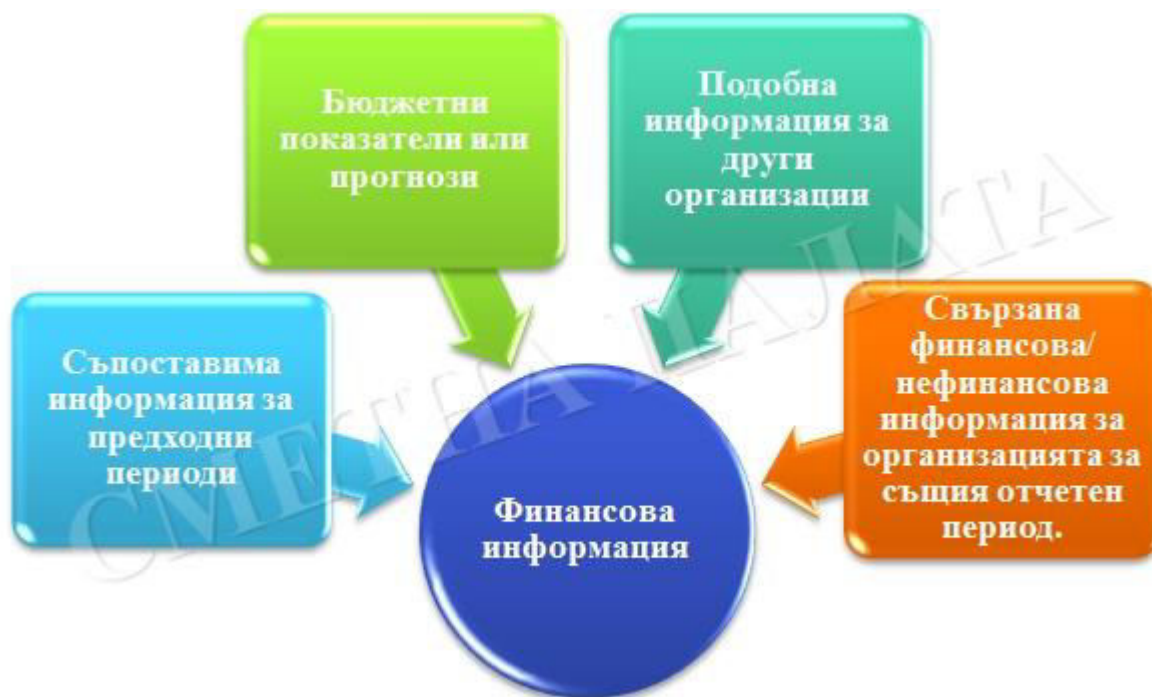 Бюджетни
показатели или
прогнози
Подобна
информация за
други
организации
Съпоставима
информация за
предходни
периоди
Свързана
финансова/
нефинансова
информация за
организацията за
същия отчетен
период.
Финансова
информация
СМЕТНА ПАЛАТА